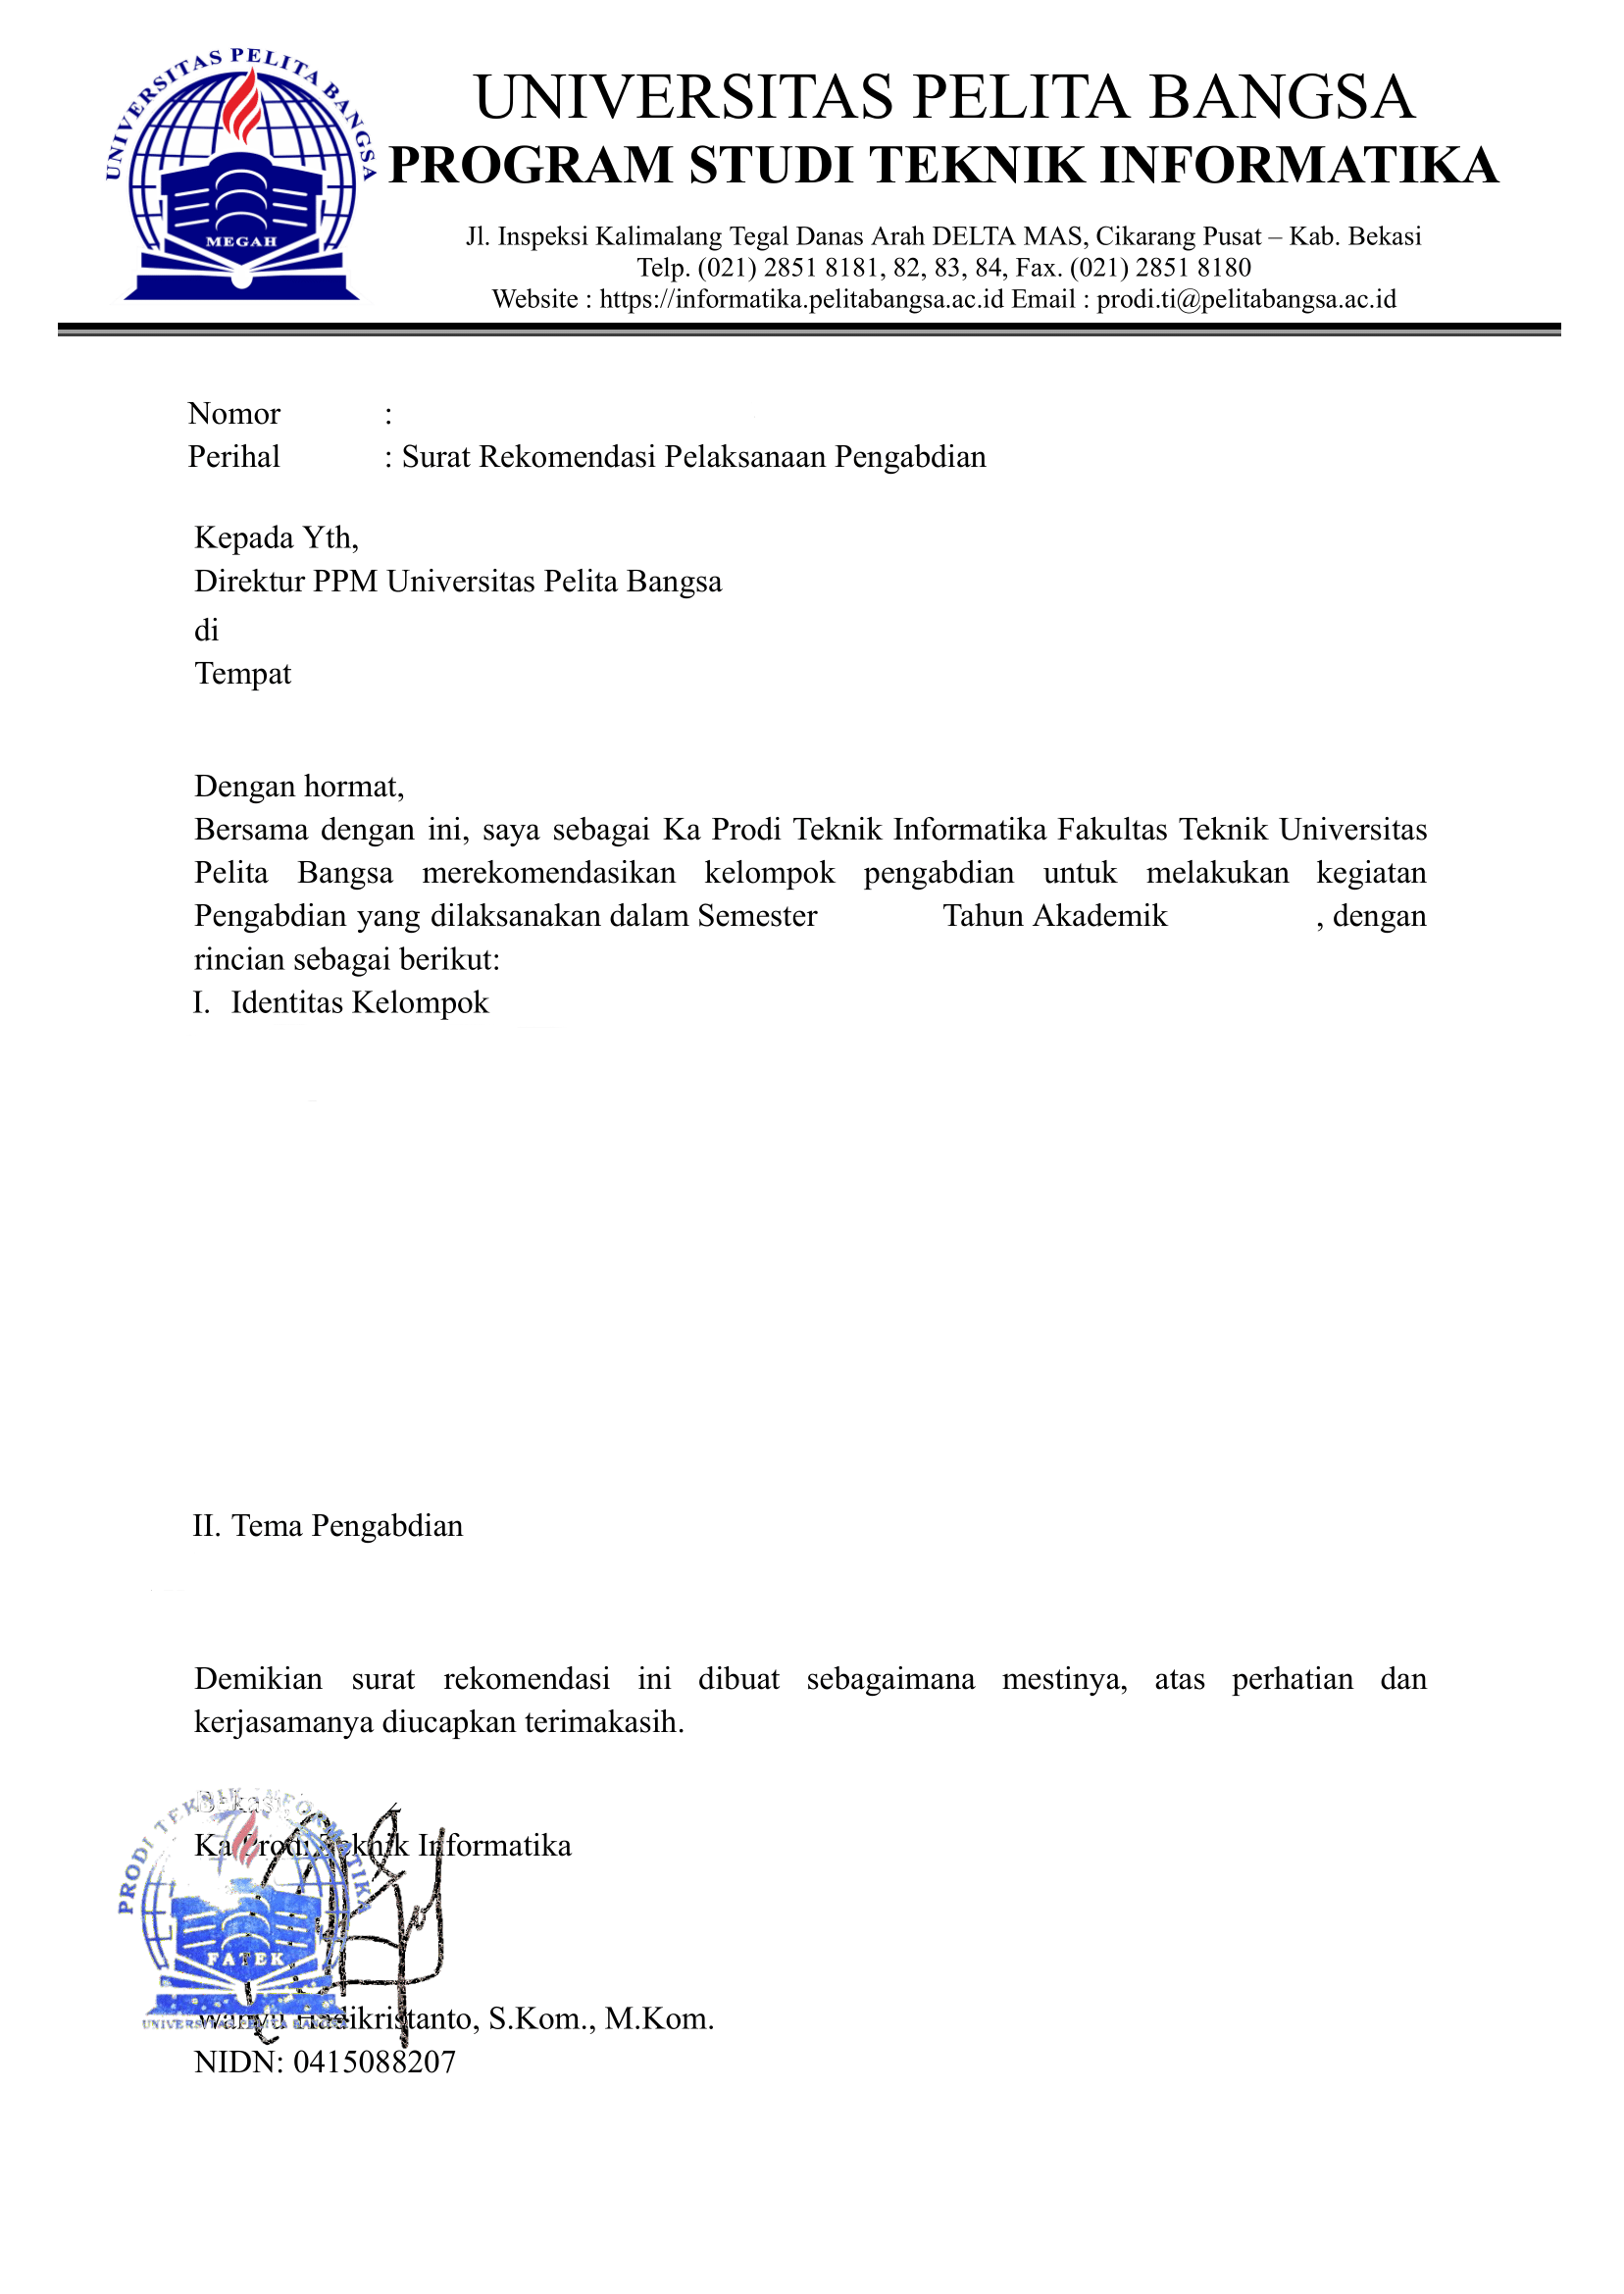 UNIVERSITAS PELITA BANGSA
MEGAH
UNIVERSITAS PELITA BANGSA
PROGRAM STUDI TEKNIK INFORMATIKA
Jl. Inspeksi Kalimalang Tegal Danas Arah DELTA MAS, Cikarang Pusat – Kab. Bekasi
Telp. (021) 2851 8181, 82, 83, 84, Fax. (021) 2851 8180
Website : https://informatika.pelitabangsa.ac.id Email : prodi.ti@pelitabangsa.ac.id
Nomor :
Perihal : Surat Rekomendasi Pelaksanaan Pengabdian
Kepada Yth,
Direktur PPM Universitas Pelita Bangsa
di
Tempat
Dengan hormat,
Bersama dengan ini, saya sebagai Ka Prodi Teknik Informatika Fakultas Teknik Universitas
Pelita Bangsa merekomendasikan kelompok pengabdian untuk melakukan kegiatan
Pengabdian yang dilaksanakan dalam Semester Tahun Akademik , dengan
rincian sebagai berikut:
I. Identitas Kelompok
II. Tema Pengabdian
Demikian surat rekomendasi ini dibuat sebagaimana mestinya, atas perhatian dan
kerjasamanya diucapkan terimakasih.
Bekasi,
Ka Prodi Teknik Informatika
PRODI TEKNIK INFORMATIKA
FATEK
UNIVERSITAS PELITA BANGSA
Wahyu Hadikristanto, S.Kom., M.Kom.
NIDN: 0415088207